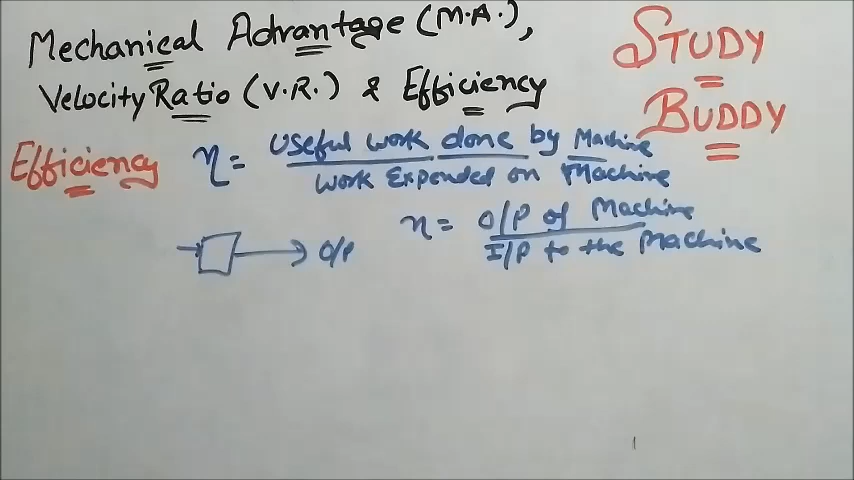 Mechanical Advantage (M.A.),
Velocity Ratio (V.R.) & Efficiency
STUDY
BUDDY
Efficiency η = Useful work done by Machine
Work Expended on Machine
η = O/P of Machine
I/P to the Machine
O/P